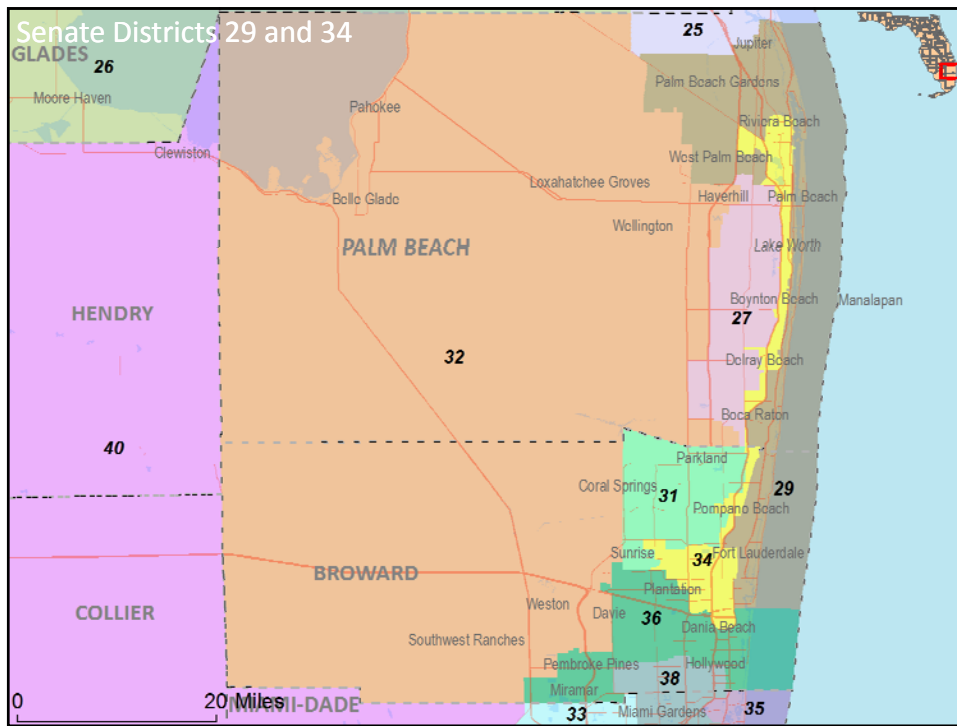 Senate Districts 29 and 34
25
Jupiter
GLADES
26
Palm Beach Gardens
Moore Haven
Pahokee
Riviera Beach
Clewiston
West Palm Beach
Loxahatchee Groves
Haverhill
Palm Beach
Belle Glade
Wellington
PALM BEACH
Lake Worth
HENDRY
Boynton Beach
Manalapan
27
32
Delray Beach
Boca Raton
40
Parkland
Coral Springs
31
29
Pompano Beach
Sunrise
34
Fort Lauderdale
BROWARD
Plantation
Weston
Davie
COLLIER
36
Dania Beach
Southwest Ranches
Pembroke Pines
Hollywood
38
Miramar
0
20 Miles
MIAMI-DADE
33
Miami Gardens
35